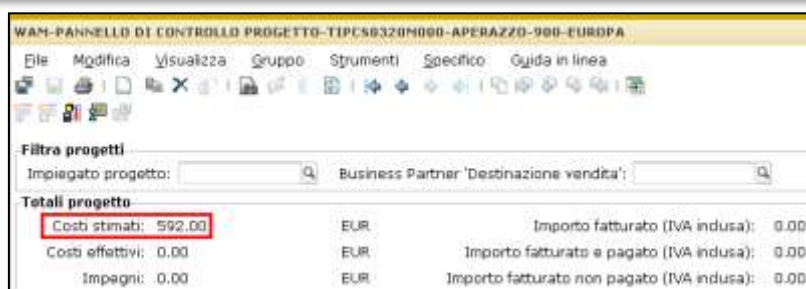 WAM-PANNELLO DI CONTROLLO PROGETTO-TIPCS0320M000-APERAZZO-900-EUROPA
File Modifica Visualizza Gruppo Strumenti Specifico Guida in linea
Filtra progetti
Impiegato progetto: Business Partner 'Destinazione vendita':
Totali progetto
Costi stimati: 592.00 EUR Importo fatturato (IVA indusa): 0.00
Costi effettivi: 0.00 EUR Importo fatturato e pagato (IVA indusa): 0.00
Impegni: 0.00 EUR Importo fatturato non pagato (IVA indusa): 0.00